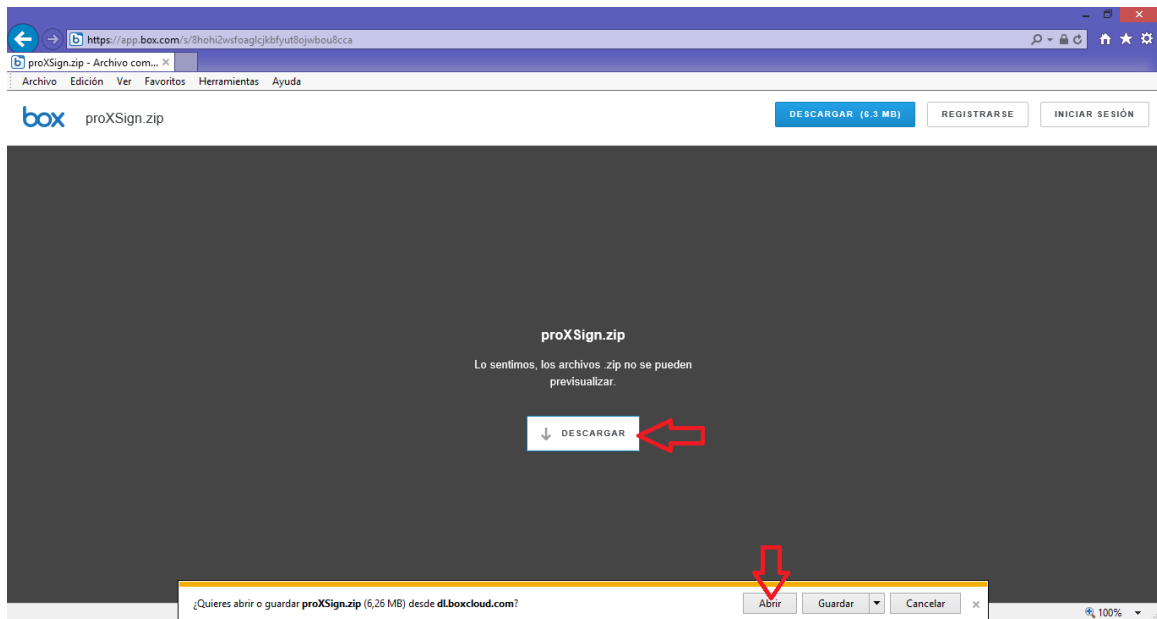 https://app.box.com/s/8hohi2wsfoaglcjkbfyut8ojwbou8cca
proXSign.zip - Archivo com...
Archivo Edición Ver Favoritos Herramientas Ayuda
box proXSign.zip DESCARGAR (6.3 MB) REGISTRARSE INICIAR SESIÓN
proXSign.zip
Lo sentimos, los archivos .zip no se pueden
previsualizar.
DESCARGAR
¿Quieres abrir o guardar proXSign.zip (6,26 MB) desde dl.boxcloud.com? Abrir Guardar Cancelar
100%